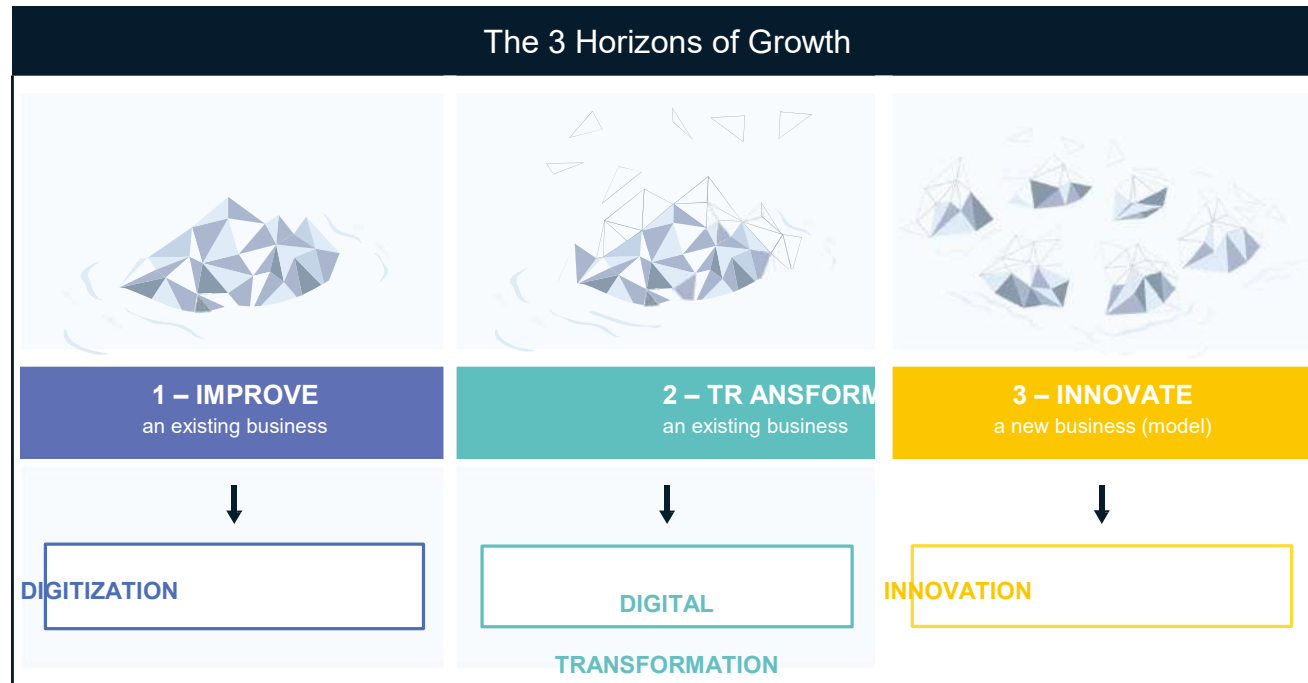 The 3 Horizons of Growth
1 – IMPROVE
an existing business
2 – TR ANSFORM
an existing business
3 – INNOVATE
a new business (model)
DIGITIZATION
DIGITAL
TRANSFORMATION
INNOVATION